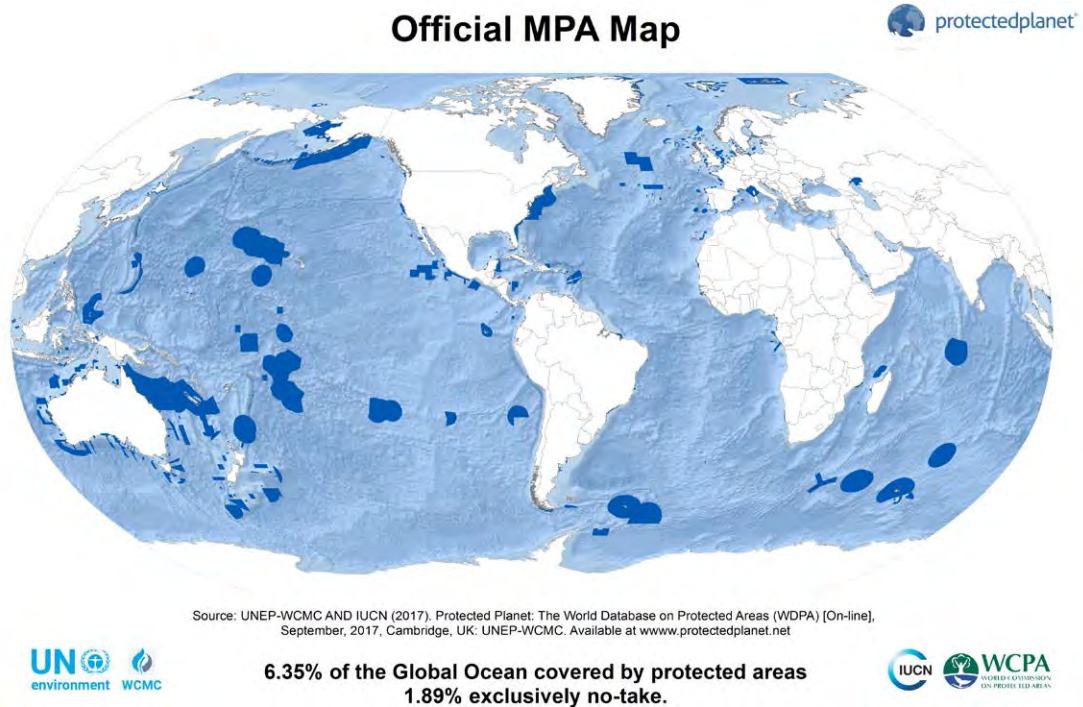 Official MPA Map
protectedplanet
Source: UNEP-WCMC AND IUCN (2017). Protected Planet: The World Database on Protected Areas (WDPA) [On-line],
September, 2017, Cambridge, UK: UNEP-WCMC. Available at wwww.protectedplanet.net
UN
environment WCMC
6.35% of the Global Ocean covered by protected areas
1.89% exclusively no-take.
IUCN
WCPA
WORLD COMMISSION
ON PROTECTED AREAS